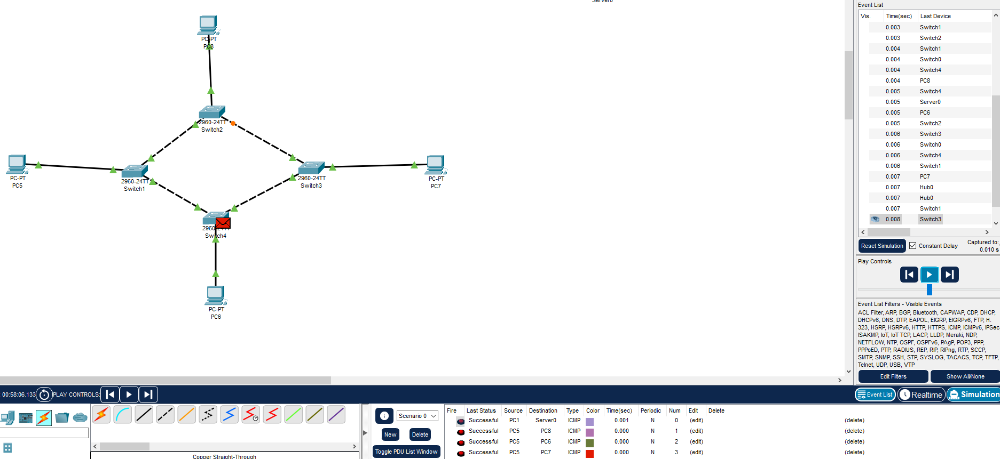 Server0
PC-PT
PC8
2960-24TT
Switch2
PC-PT
PC5
2960-24TT
Switch1
2960-24TT
Switch3
PC-PT
PC7
2960-24TT
Switch4
PC-PT
PC6
Event List
Vis. Time(sec) Last Device
0.003 Switch1
0.003 Switch2
0.004 Switch1
0.004 Switch0
0.004 Switch4
0.004 PC8
0.005 Switch4
0.005 Server0
0.005 PC6
0.005 Switch2
0.006 Switch3
0.006 Switch0
0.006 Switch4
0.006 Switch1
0.007 PC7
0.007 Hub0
0.007 Hub0
0.007 Switch1
0.008 Switch3
Reset Simulation Constant Delay Captured to:
0.010 s
Play Controls
Event List Filters - Visible Events
ACL Filter, ARP, BGP, Bluetooth, CAPWAP, CDP, DHCP,
DHCPv6, DNS, DTP, EAPOL, EIGRP, EIGRPv6, FTP, H.
323, HSRP, HSRPv6, HTTP, HTTPS, ICMP, ICMPv6, IPSec
ISAKMP, IoT, IoT TCP, LACP, LLDP, Meraki, NDP,
NETFLOW, NTP, OSPF, OSPFv6, PAgP, POP3, PPP,
PPPoED, PTP, RADIUS, REP, RIP, RIPng, RTP, SCCP,
SMTP, SNMP, SSH, STP, SYSLOG, TACACS, TCP, TFTP,
Telnet, UDP, USB, VTP
Edit Filters Show All/None
00:58:06.133 PLAY CONTROLS:
Event List Realtime Simulation
Copper Straight-Through
Scenario 0
New Delete
Toggle PDU List Window
Fire Last Status Source Destination Type Color Time(sec) Periodic Num Edit Delete
Successful PC1 Server0 ICMP 0.001 N 0 (edit) (delete)
Successful PC5 PC8 ICMP 0.000 N 1 (edit) (delete)
Successful PC5 PC6 ICMP 0.000 N 2 (edit) (delete)
Successful PC5 PC7 ICMP 0.000 N 3 (edit) (delete)